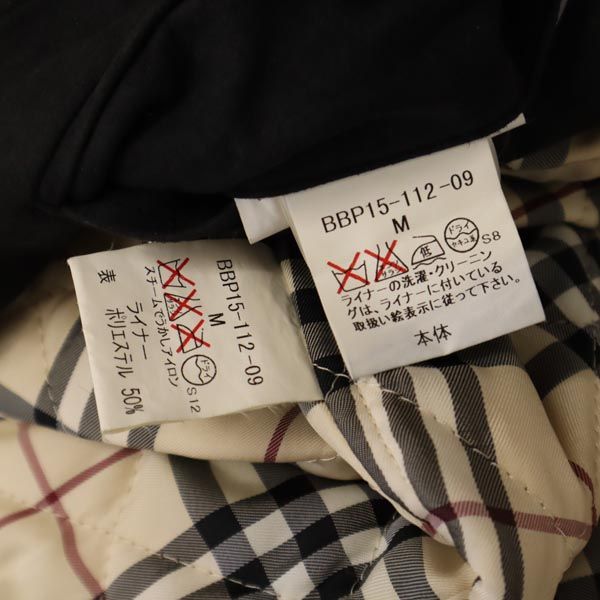 BBP15-112-09
M
低
ドライ
セキユ系
S8
ライナーの洗濯・クリーニン
グは、ライナーに付いている
取扱い絵表示に従って下さい。
本体
BBP15-112-09
M
ドライ
S12
スチームでうかしアイロン
ライナー
ポリエステル 50%
表